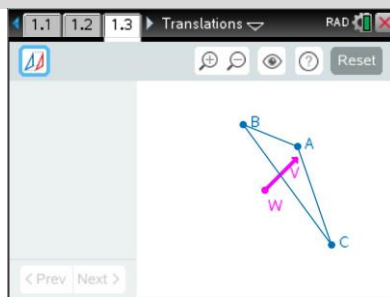 1.1 1.2 1.3 Translations RAD
? Reset
B
A
V
W
C
< Prev Next >